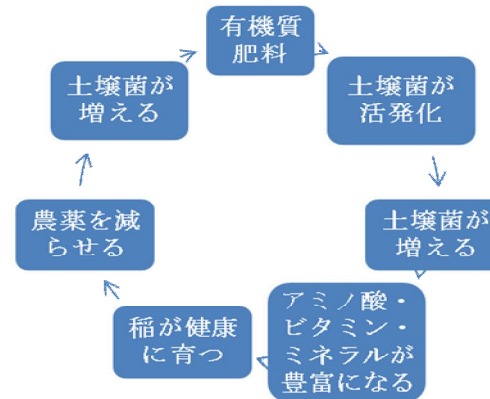 有機質
肥料
土壌菌が
活発化
土壌菌が
増える
アミノ酸・
ビタミン・
ミネラルが
豊富になる
稲が健康
に育つ
農薬を減
らせる
土壌菌が
増える